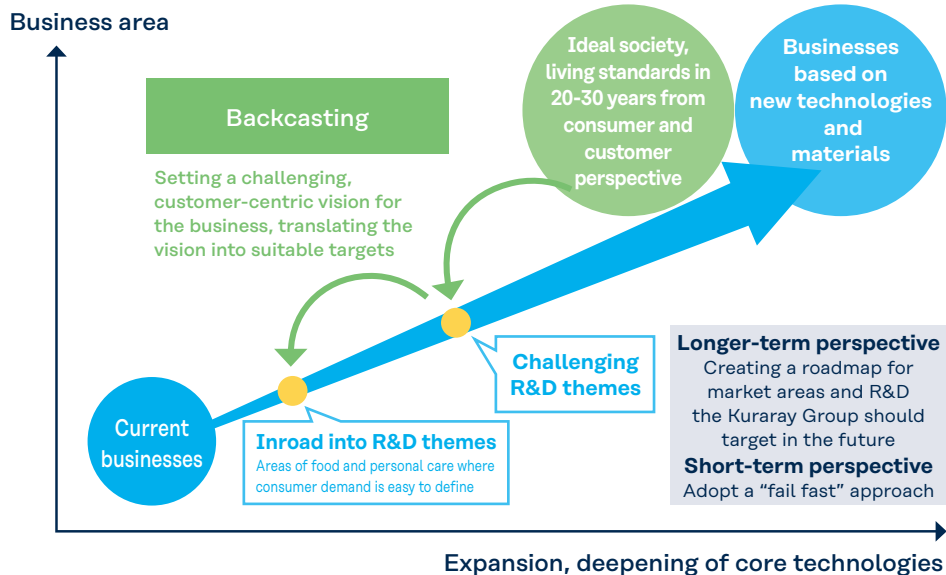 Business area
Backcasting
Setting a challenging,
customer-centric vision for
the business, translating the
vision into suitable targets
Ideal society,
living standards in
20-30 years from
consumer and
customer
perspective
Businesses
based on
new technologies
and
materials
Current
businesses
Inroad into R&D themes
Areas of food and personal care where
consumer demand is easy to define
Challenging
R&D themes
Longer-term perspective
Creating a roadmap for
market areas and R&D
the Kuraray Group should
target in the future
Short-term perspective
Adopt a “fail fast” approach
Expansion, deepening of core technologies